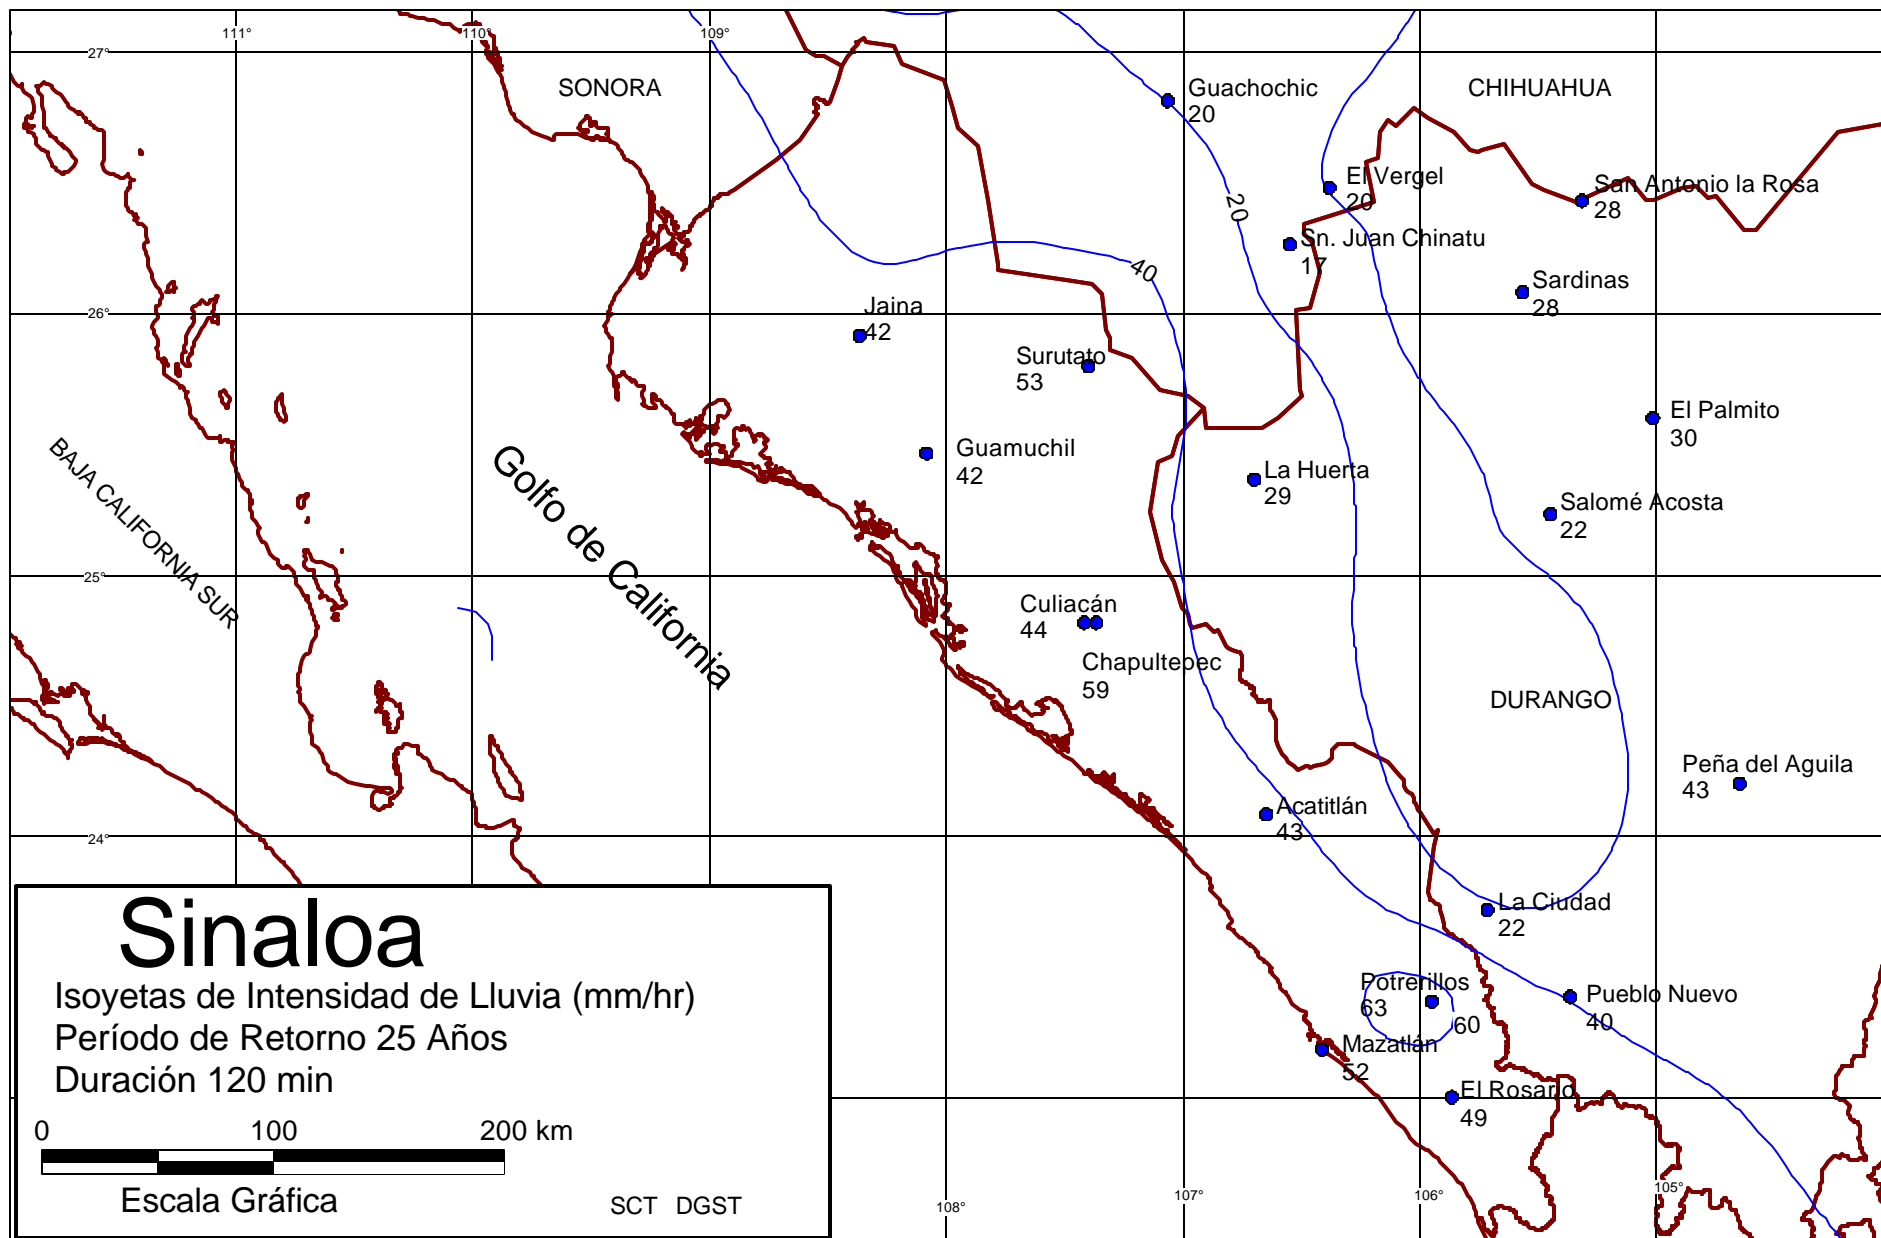 111°
110°
109°
27°
SONORA
Guachochic
20
CHIHUAHUA
El Vergel
20
San Antonio la Rosa
28
20
Sn. Juan Chinatu
17
40
Sardinas
28
26°
Jaina
42
Surutato
53
El Palmito
30
Guamuchil
42
La Huerta
29
Salomé Acosta
22
BAJA CALIFORNIA SUR
Golfo de California
25°
Culiacán
44
Chapultepec
59
DURANGO
Peña del Aguila
43
Acatitlán
43
24°
La Ciudad
22
Potrerillos
63
60
Pueblo Nuevo
40
Mazatlán
52
El Rosario
49
Sinaloa
Isoyetas de Intensidad de Lluvia (mm/hr)
Período de Retorno 25 Años
Duración 120 min
0 100 200 km
Escala Gráfica
SCT DGST
108°
107°
106°
105°